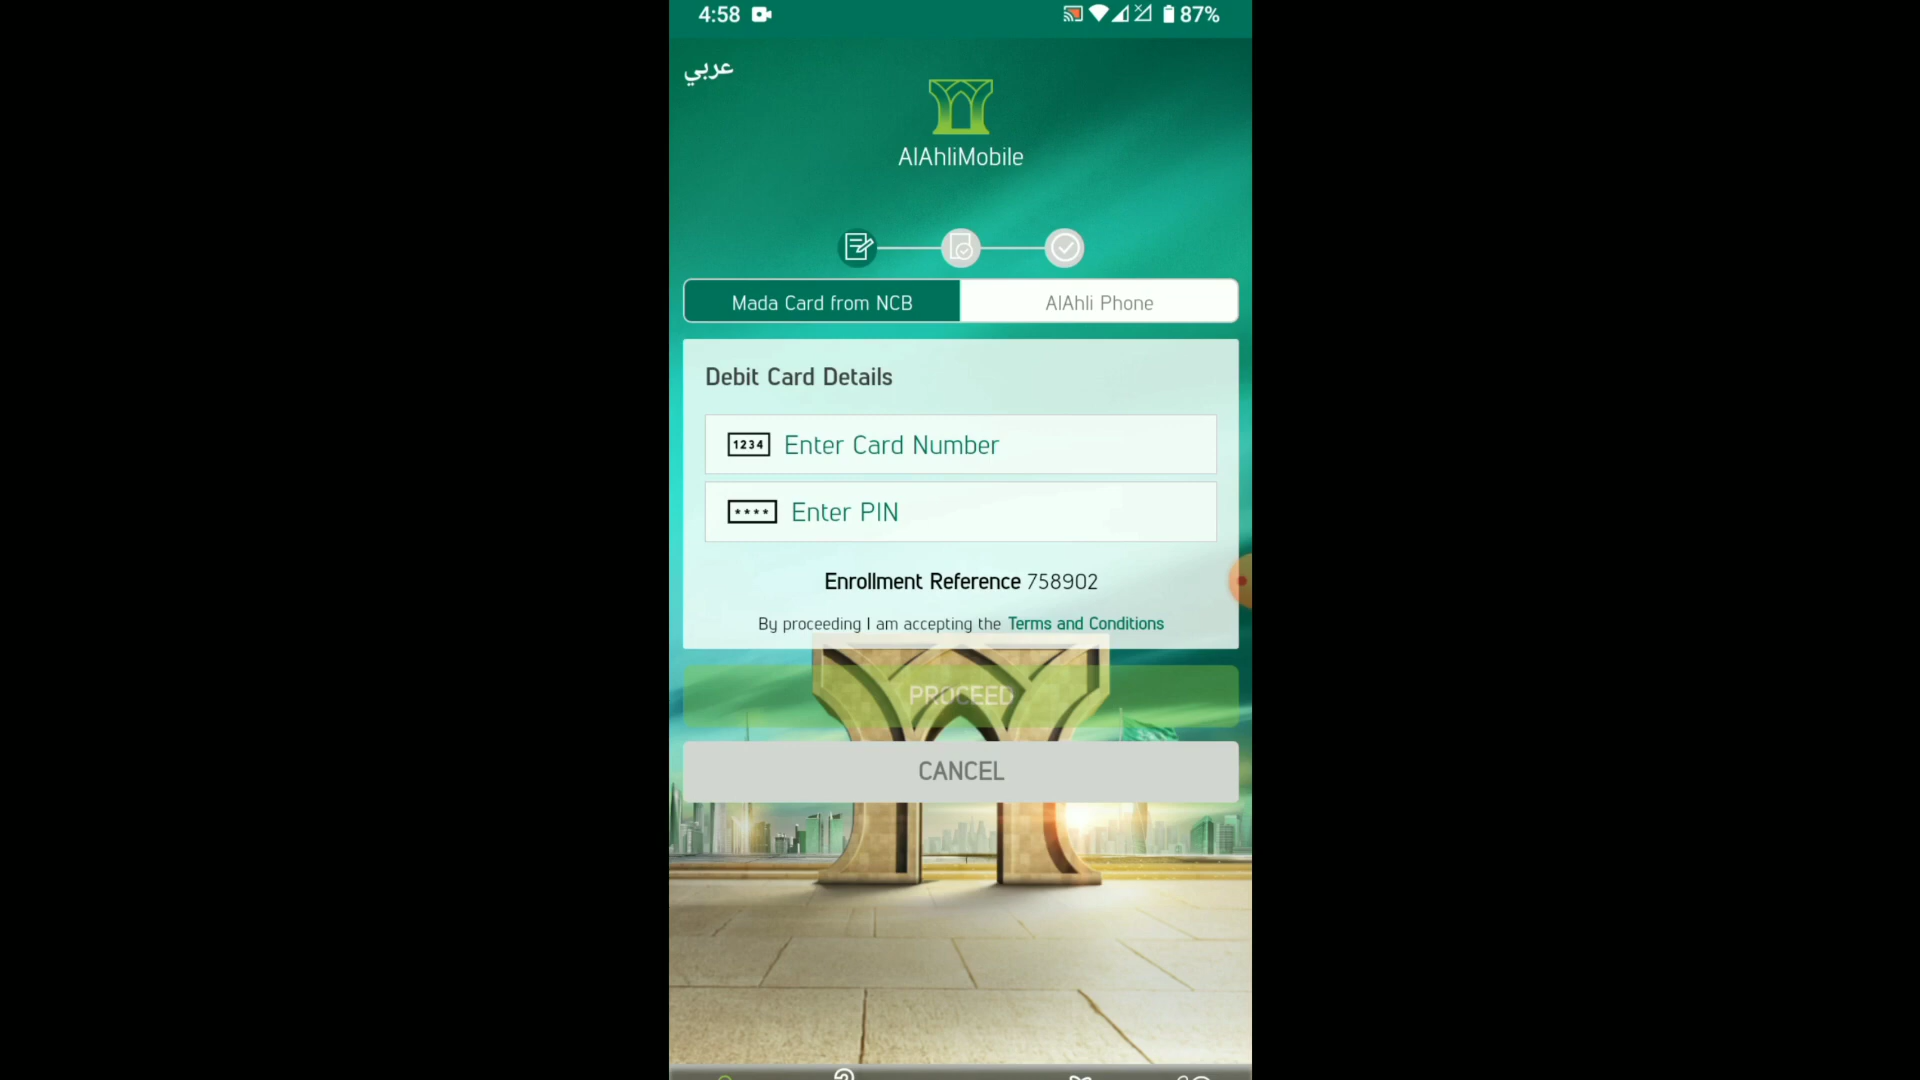 4:58
87%
عربي
AlAhliMobile
Mada Card from NCB
AlAhli Phone
Debit Card Details
1234 Enter Card Number
**** Enter PIN
Enrollment Reference 758902
By proceeding I am accepting the Terms and Conditions
PROCEED
CANCEL